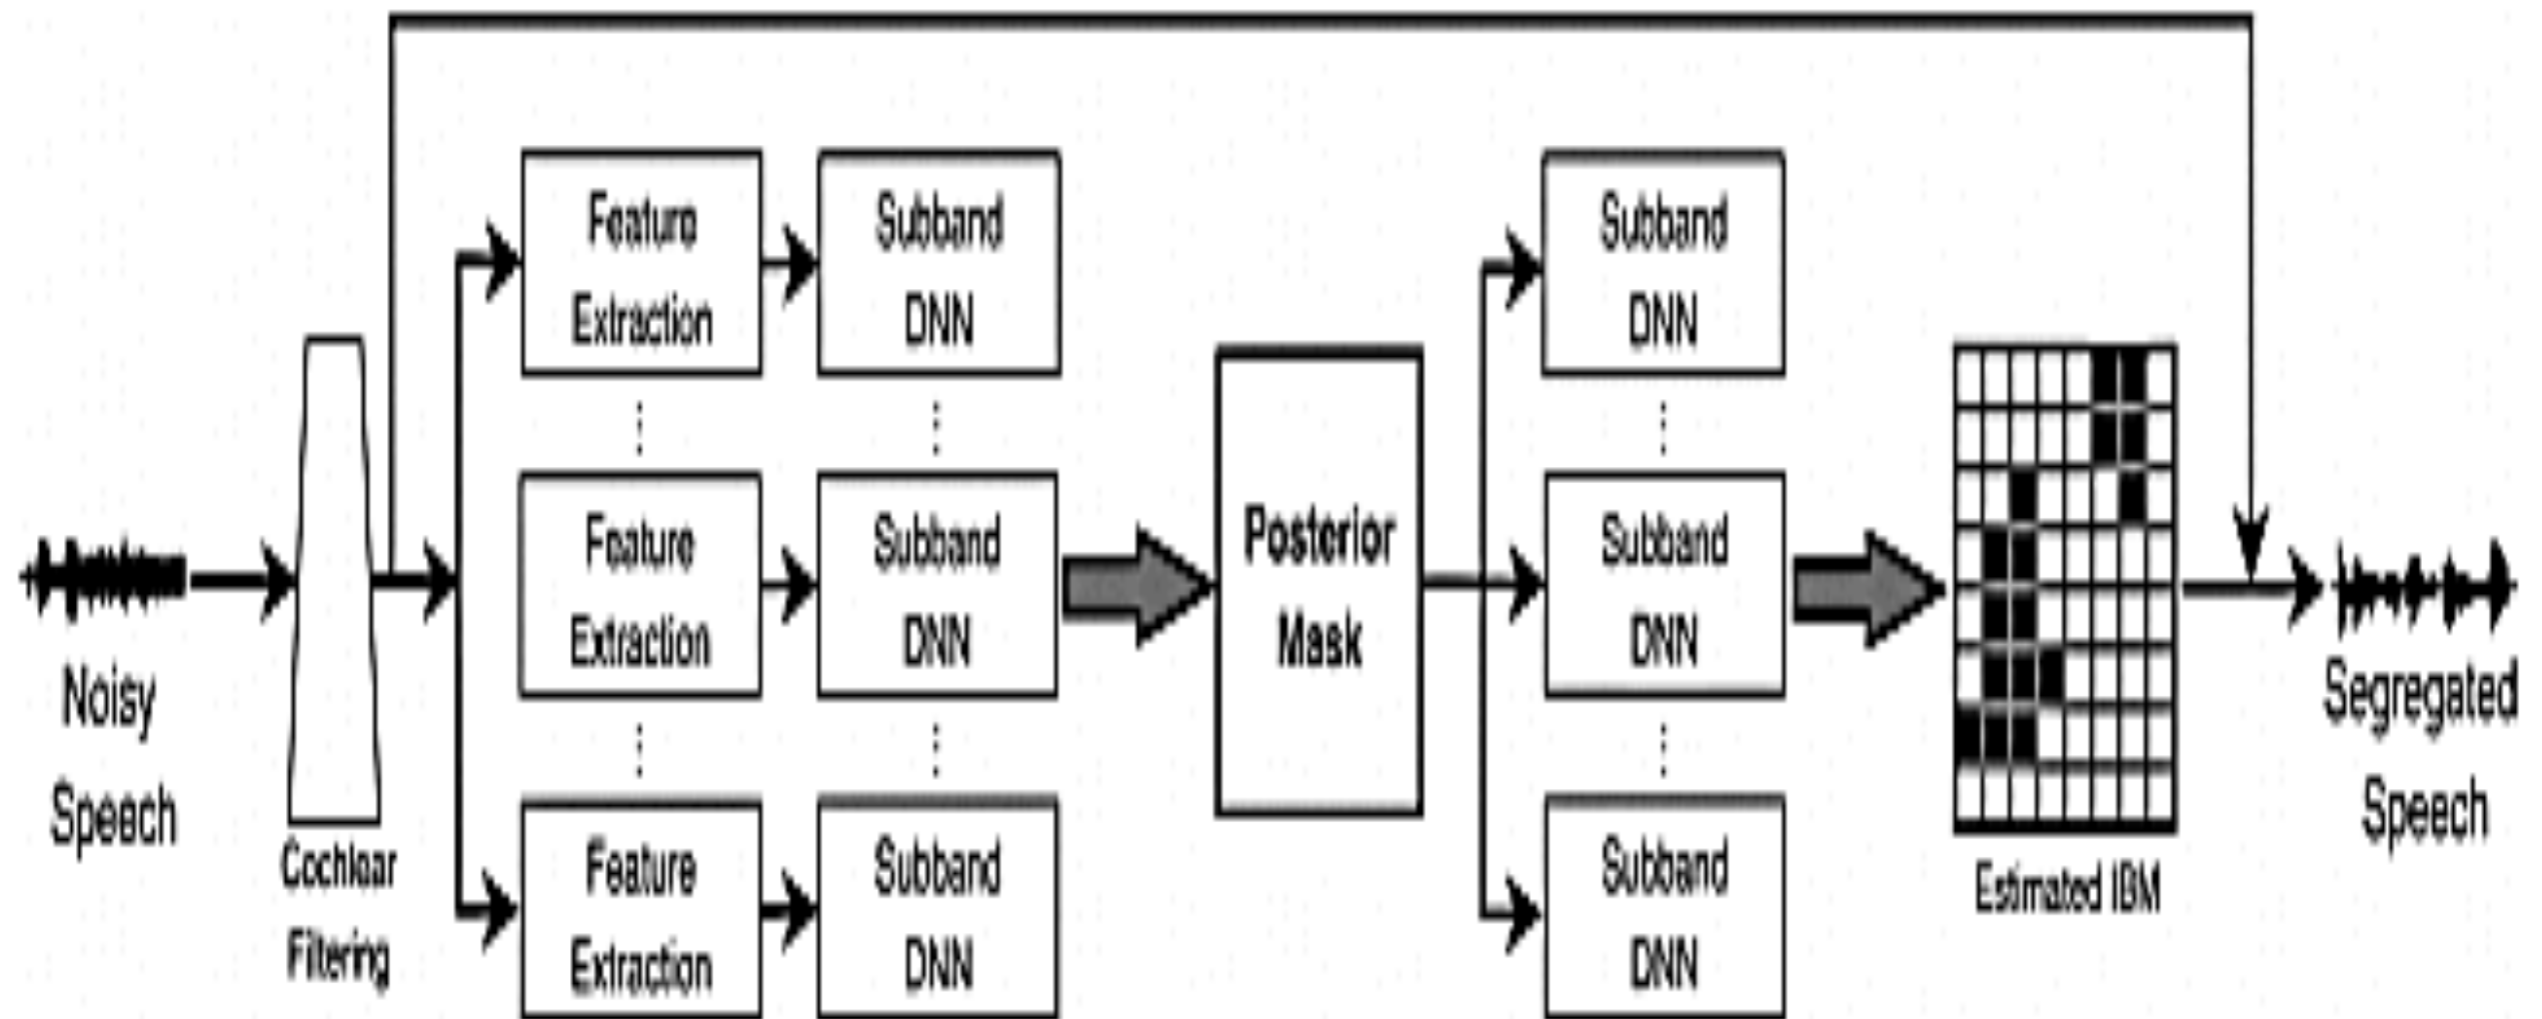 Noisy
Speech
Cochlear
Filtering
Feature
Extraction
Subband
DNN
Feature
Extraction
Subband
DNN
Feature
Extraction
Subband
DNN
Posterior
Mask
Subband
DNN
Subband
DNN
Subband
DNN
Estimated IBM
Segregated
Speech